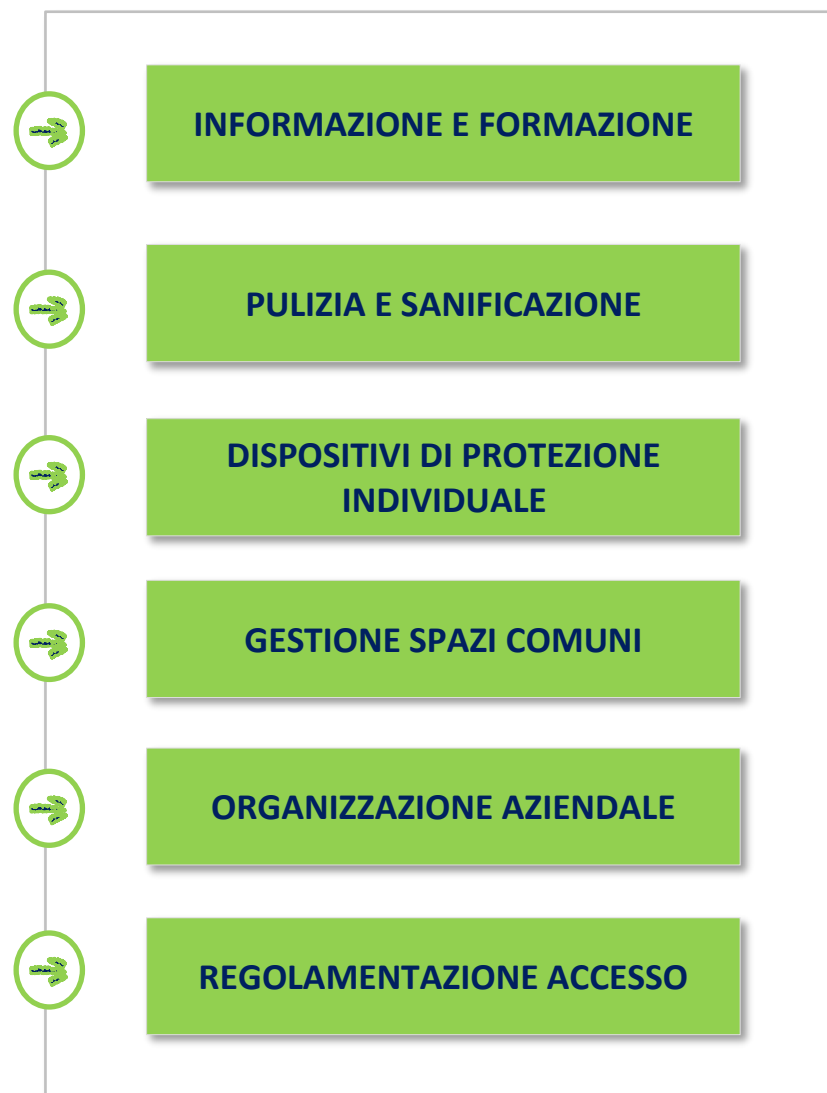 INFORMAZIONE E FORMAZIONE
PULIZIA E SANIFICAZIONE
DISPOSITIVI DI PROTEZIONE
INDIVIDUALE
GESTIONE SPAZI COMUNI
ORGANIZZAZIONE AZIENDALE
REGOLAMENTAZIONE ACCESSO